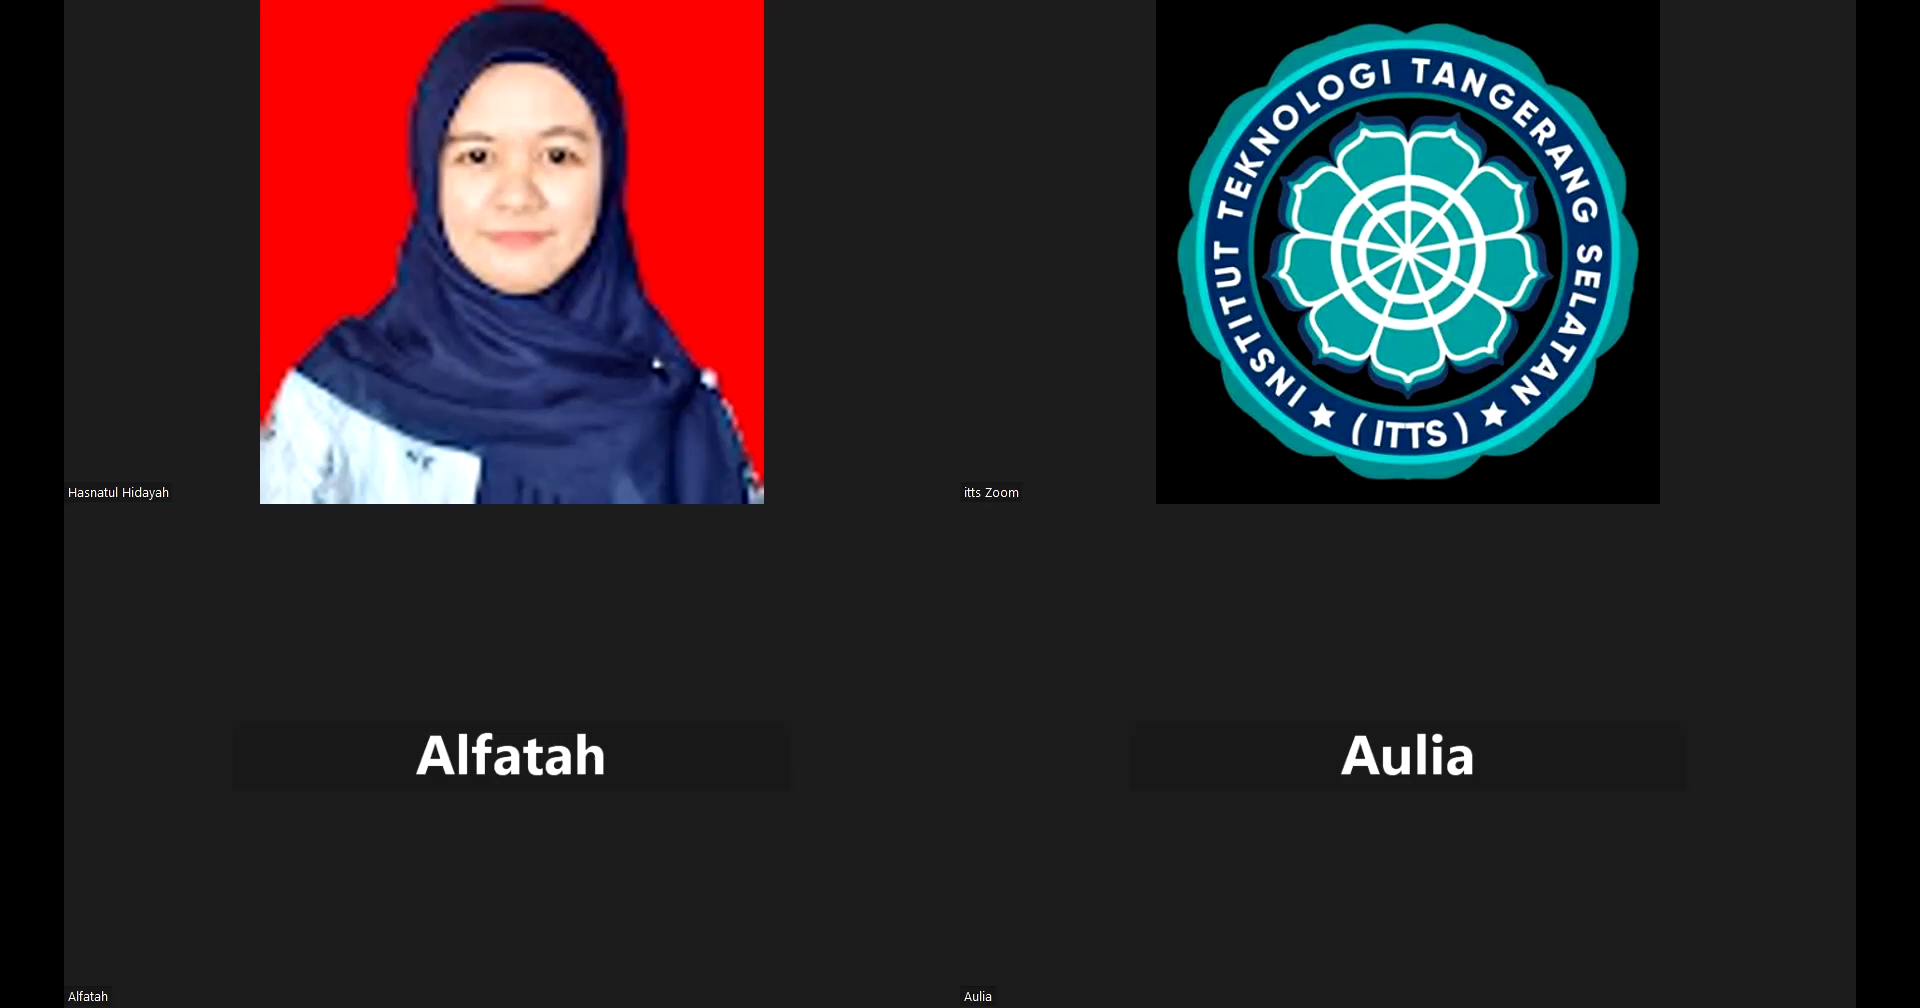 INSTITUT TEKNOLOGI TANGERANG SELATAN
( ITTS )
Hasnatul Hidayah
itts Zoom
Alfatah
Aulia
Alfatah
Aulia